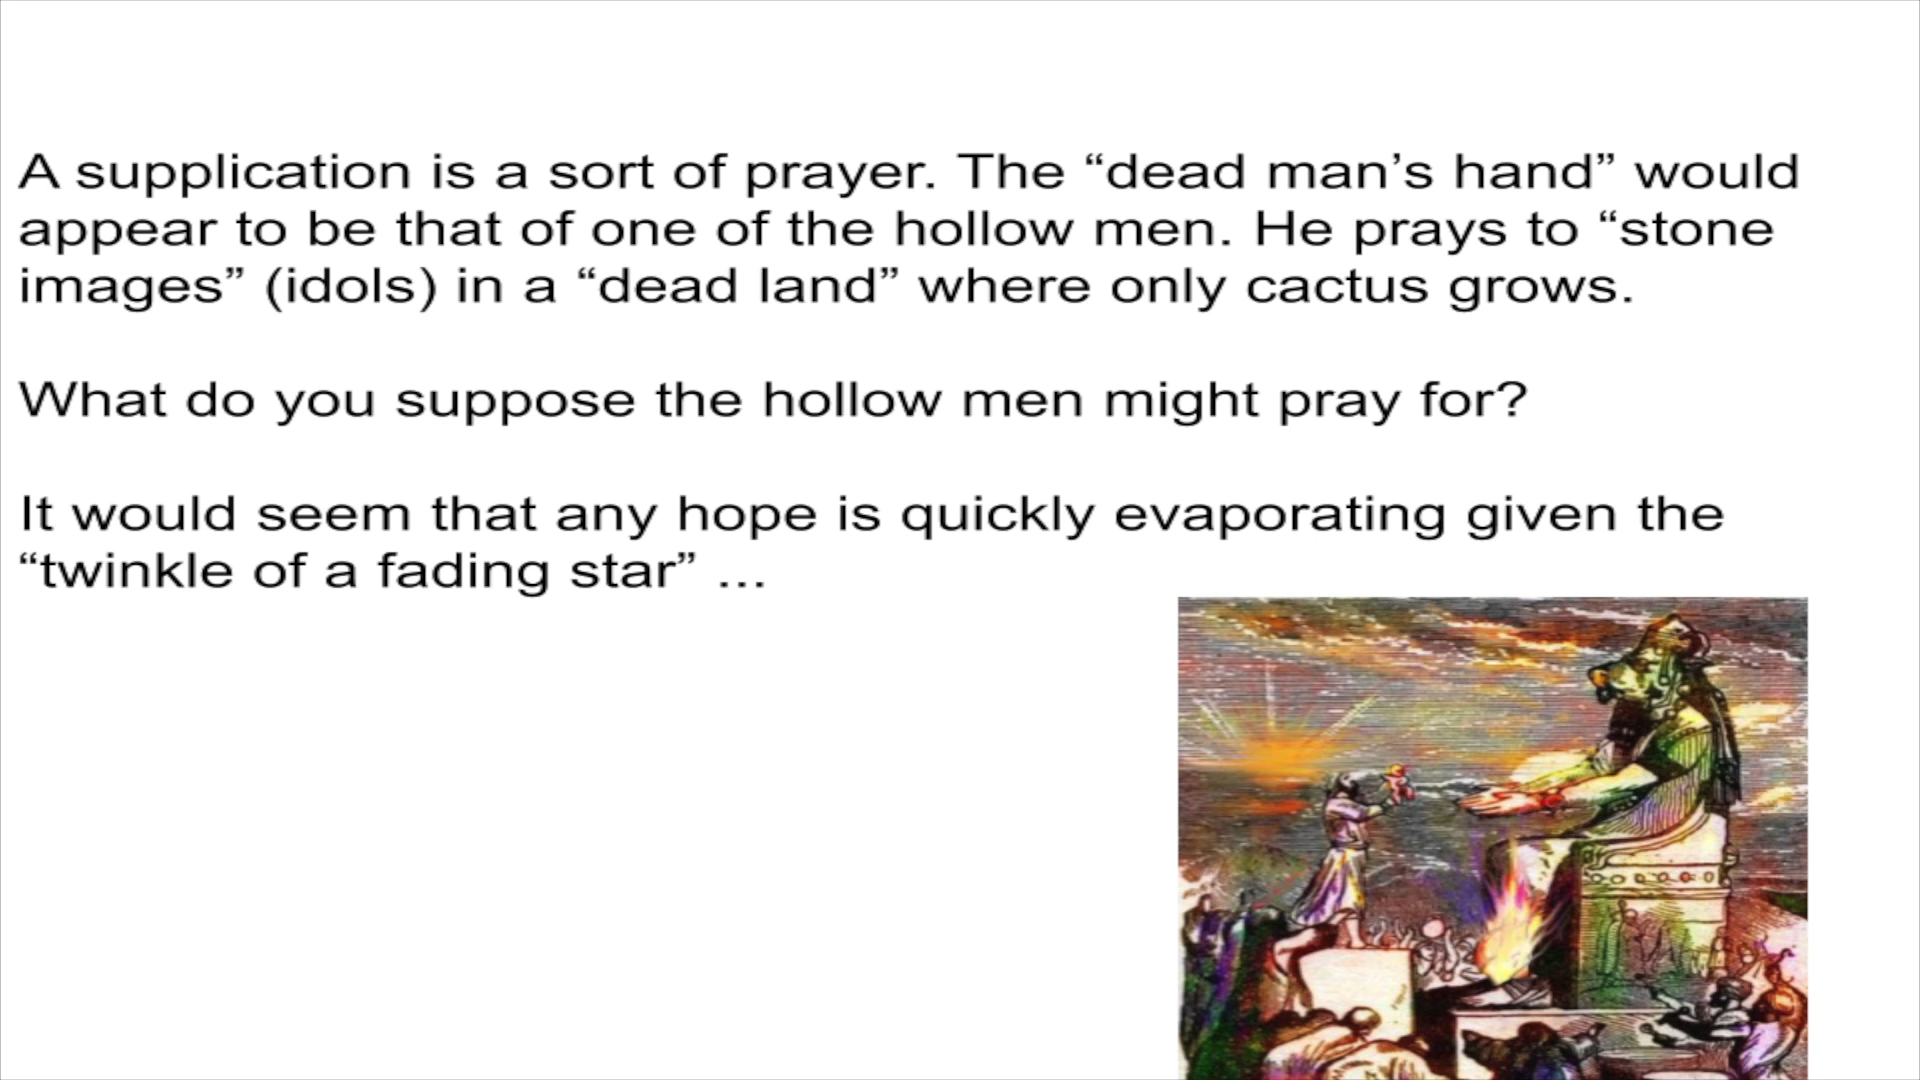 A supplication is a sort of prayer. The “dead man’s hand” would
appear to be that of one of the hollow men. He prays to “stone
images” (idols) in a “dead land” where only cactus grows.
What do you suppose the hollow men might pray for?
It would seem that any hope is quickly evaporating given the
“twinkle of a fading star” ...